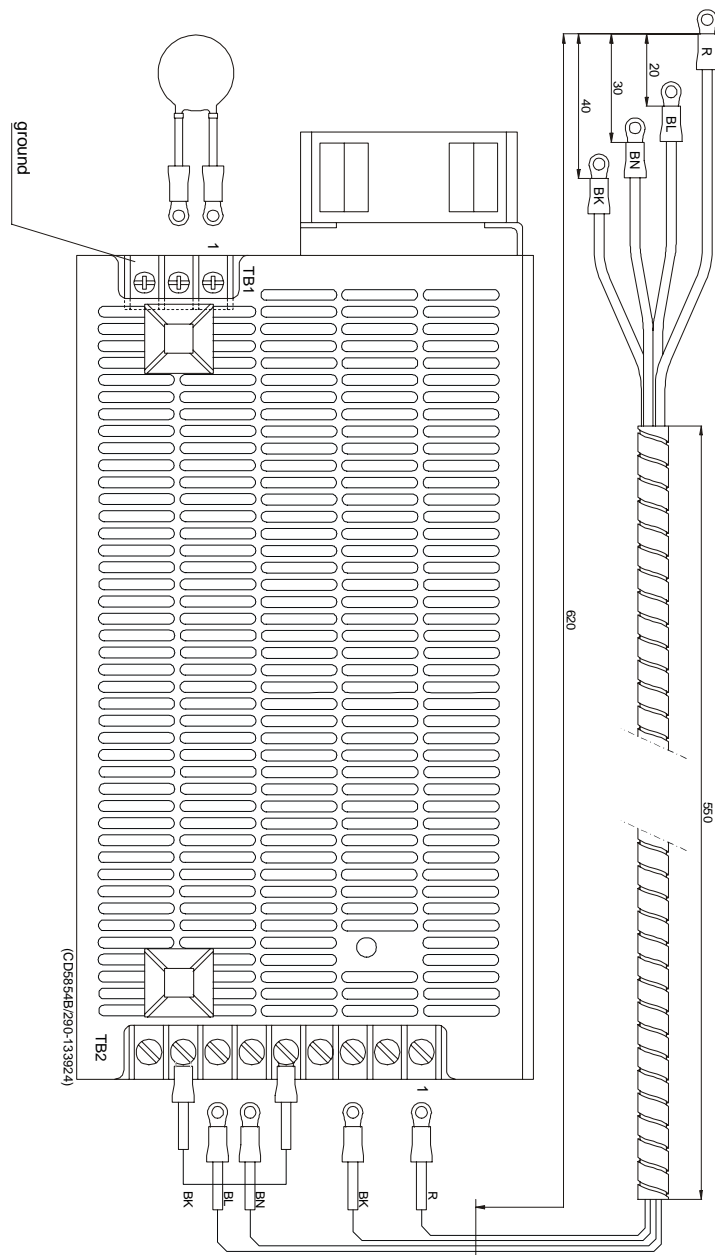 R
BL
BN
BK
20
30
40
620
550
ground
1
TB1
TB2
1
(CD5854B/290-133924)
R
BK
BN
BL
BK